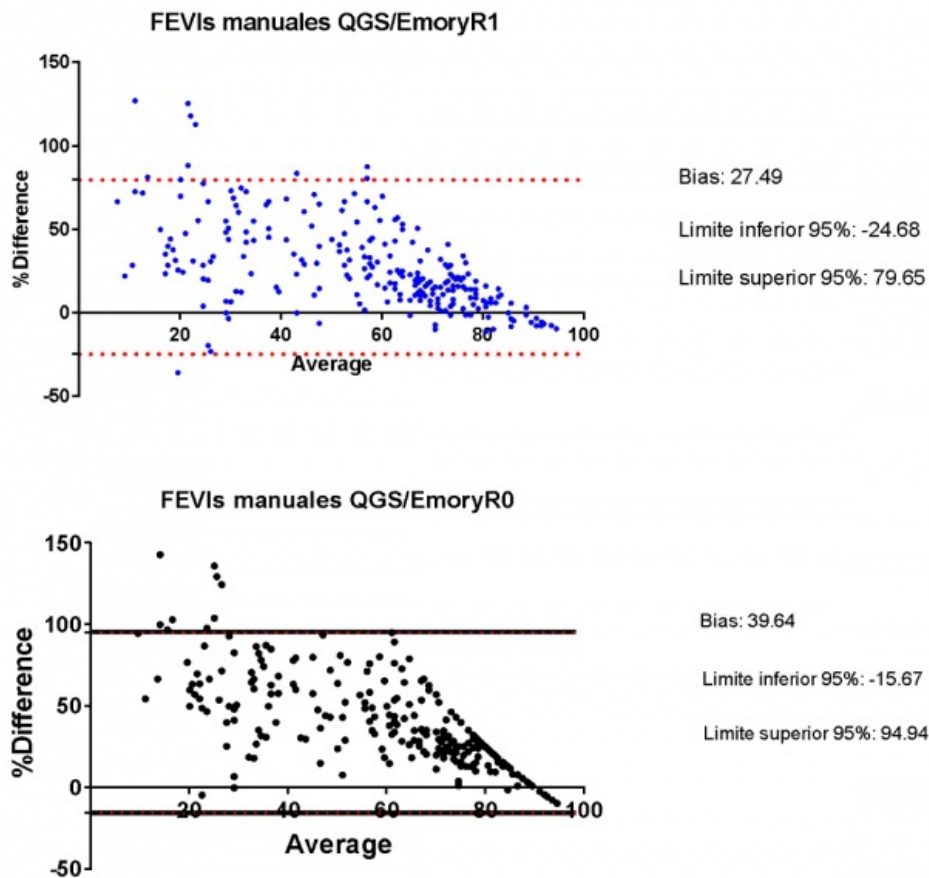 FEVIs manuales QGS/EmoryR1
150
100
50
0
-50
%Difference
20 40 60 80 100
Average
Bias: 27.49
Limite inferior 95%: -24.68
Limite superior 95%: 79.65
FEVIs manuales QGS/EmoryR0
150
100
50
0
-50
%Difference
20 40 60 80 100
Average
Bias: 39.64
Limite inferior 95%: -15.67
Limite superior 95%: 94.94